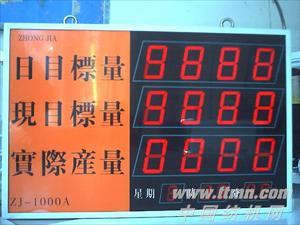 ZHONG JIA
日目標量 8888
現目標量 8888
實際産量 8888
ZJ-1000A 星期
www.ttmn.com
中国纺机网